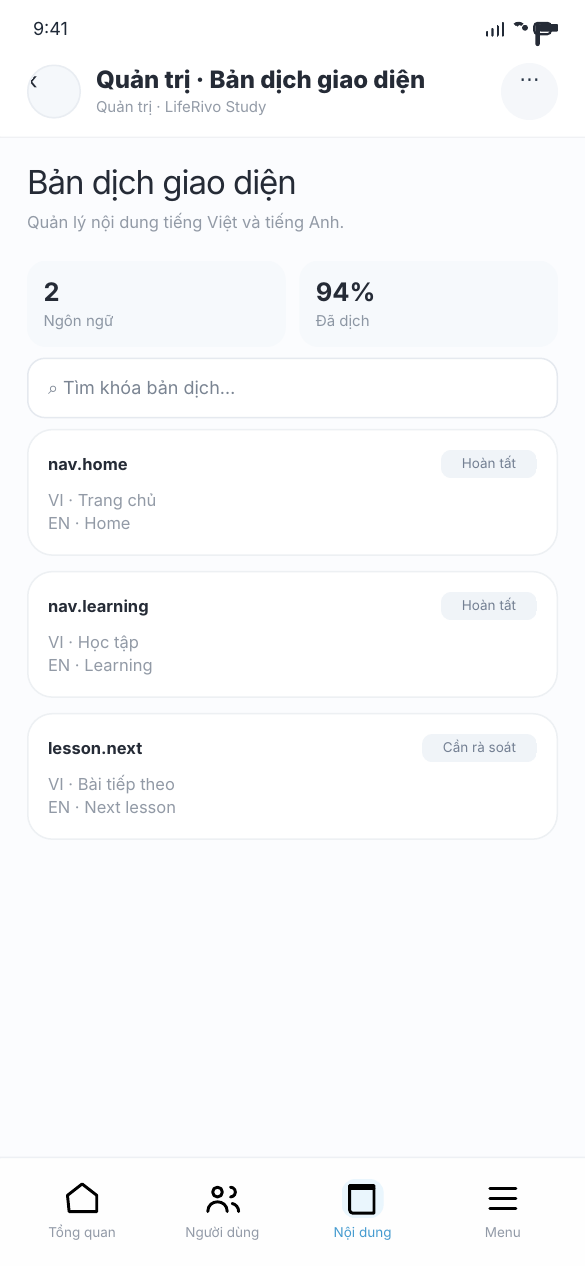 9:41
Quản trị · Bản dịch giao diện
Quản trị · LifeRivo Study
Bản dịch giao diện
Quản lý nội dung tiếng Việt và tiếng Anh.
2
Ngôn ngữ
94%
Đã dịch
Tìm khóa bản dịch...
nav.home
Hoàn tất
VI · Trang chủ
EN · Home
nav.learning
Hoàn tất
VI · Học tập
EN · Learning
lesson.next
Cần rà soát
VI · Bài tiếp theo
EN · Next lesson
Tổng quan
Người dùng
Nội dung
Menu